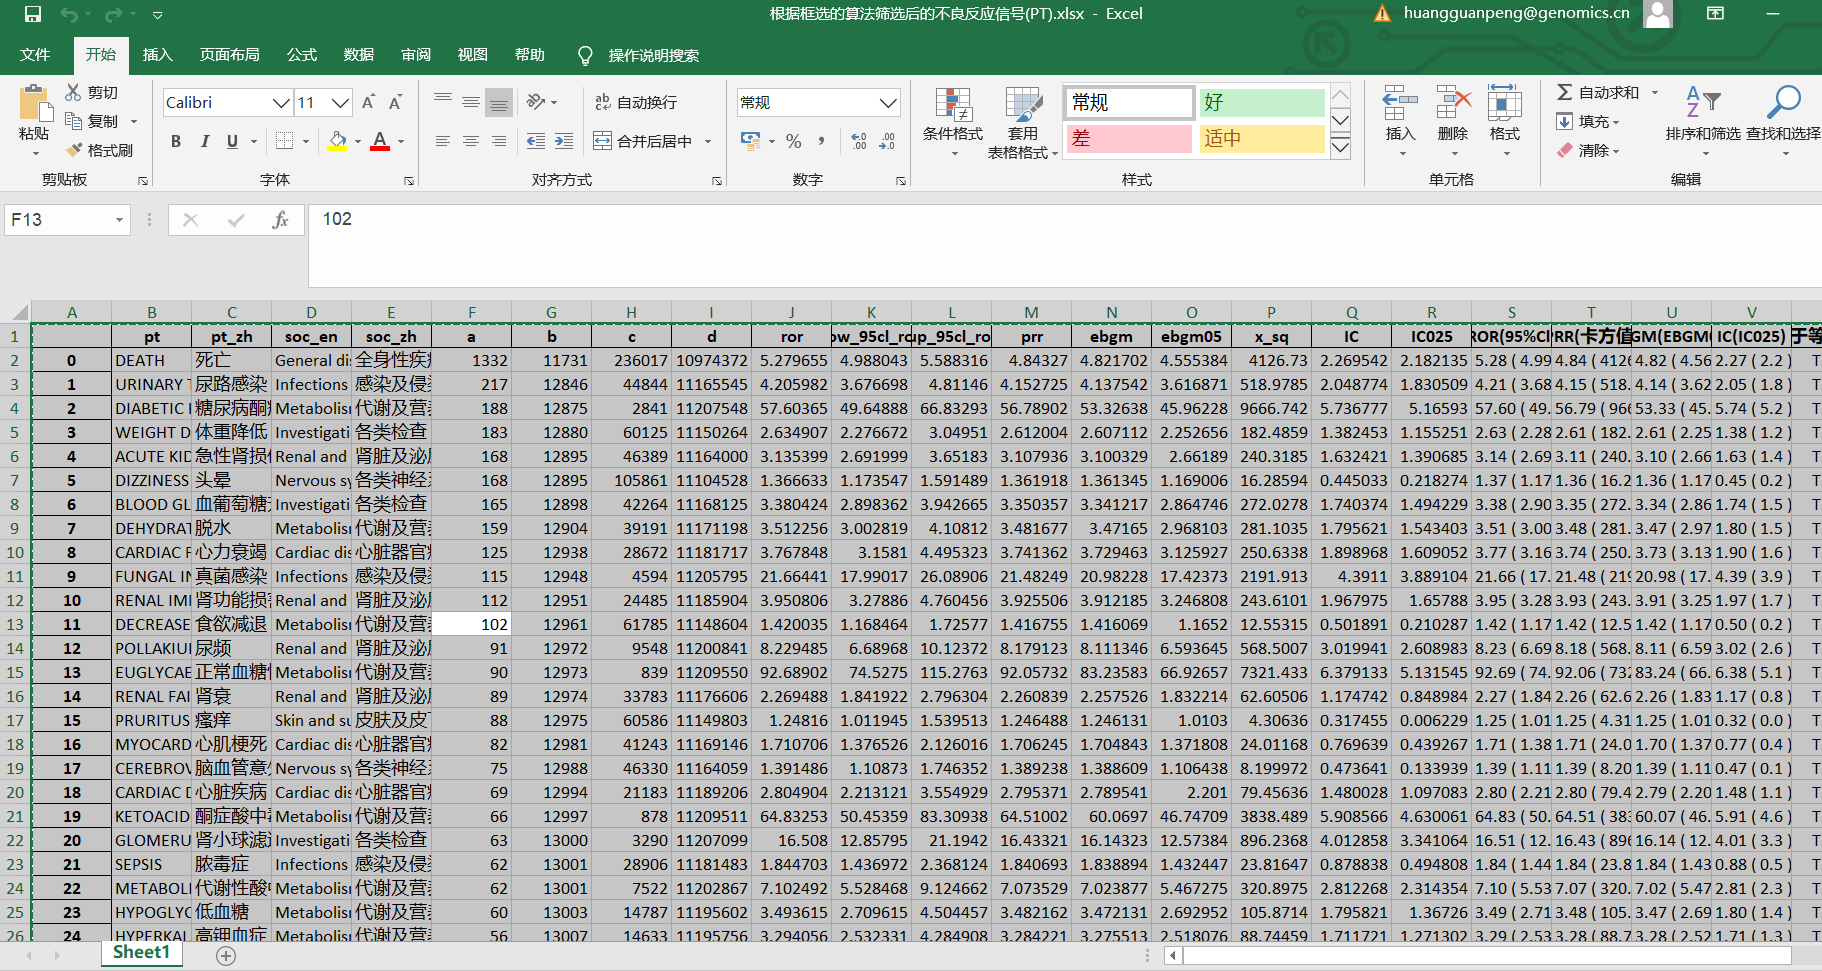 根据框选的算法筛选后的不良反应信号(PT).xlsx - Excel
huangguanpeng@genomics.cn
文件 开始 插入 页面布局 公式 数据 审阅 视图 帮助 操作说明搜索
粘贴 剪切 复制 格式刷 剪贴板
Calibri 11 B I U A 字体
自动换行 合并后居中 对齐方式
常规 % 数字
条件格式 套用表格格式 常规 好 差 适中 样式
插入 删除 格式 单元格
自动求和 填充 清除 排序和筛选 查找和选择 编辑
F13 fx 102
A B C D E F G H I J K L M N O P Q R S T U V
1 pt pt_zh soc_en soc_zh a b c d ror ow_95cl_ro up_95cl_ro prr ebgm ebgm05 x_sq IC IC025 ROR(95%CI RR(卡方值 GM(EBGM IC(IC025) 于等
2 0 DEATH 死亡 General di 全身性疾 1332 11731 236017 10974372 5.279655 4.988043 5.588316 4.84327 4.821702 4.555384 4126.73 2.269542 2.182135 5.28 ( 4.99 4.84 ( 4126 4.82 ( 4.56 2.27 ( 2.2 ) T
3 1 URINARY T 尿路感染 Infections 感染及侵 217 12846 44844 11165545 4.205982 3.676698 4.81146 4.152725 4.137542 3.616871 518.9785 2.048774 1.830509 4.21 ( 3.68 4.15 ( 518. 4.14 ( 3.62 2.05 ( 1.8 ) T
4 2 DIABETIC 糖尿病酮 Metabolism 代谢及营 188 12875 2841 11207548 57.60365 49.64888 66.83293 56.78902 53.32638 45.96228 9666.742 5.736777 5.16593 57.60 ( 49. 56.79 ( 966 53.33 ( 45. 5.74 ( 5.2 ) T
5 3 WEIGHT D 体重降低 Investigati 各类检查 183 12880 60125 11150264 2.634907 2.276672 3.04951 2.612004 2.607112 2.252656 182.4859 1.382453 1.155251 2.63 ( 2.28 2.61 ( 182. 2.61 ( 2.25 1.38 ( 1.2 ) T
6 4 ACUTE KID 急性肾损 Renal and 肾脏及泌 168 12895 46389 11164000 3.135399 2.691999 3.65183 3.107936 3.100329 2.66189 240.3185 1.632421 1.390685 3.14 ( 2.69 3.11 ( 240. 3.10 ( 2.66 1.63 ( 1.4 ) T
7 5 DIZZINESS 头晕 Nervous sy 各类神经 168 12895 105861 11104528 1.366633 1.173547 1.591489 1.361918 1.361345 1.169006 16.28594 0.445033 0.218274 1.37 ( 1.17 1.36 ( 16.2 1.36 ( 1.17 0.45 ( 0.2 ) T
8 6 BLOOD GL 血葡萄糖 Investigati 各类检查 165 12898 42264 11168125 3.380424 2.898362 3.942665 3.350357 3.341217 2.864746 272.0278 1.740374 1.494229 3.38 ( 2.90 3.35 ( 272. 3.34 ( 2.86 1.74 ( 1.5 ) T
9 7 DEHYDRAT 脱水 Metabolism 代谢及营 159 12904 39191 11171198 3.512256 3.002819 4.10812 3.481677 3.47165 2.968103 281.1035 1.795621 1.543403 3.51 ( 3.00 3.48 ( 281. 3.47 ( 2.97 1.80 ( 1.5 ) T
10 8 CARDIAC F 心力衰竭 Cardiac dis 心脏器官 125 12938 28672 11181717 3.767848 3.1581 4.495323 3.741362 3.729463 3.125927 250.6338 1.898968 1.609052 3.77 ( 3.16 3.74 ( 250. 3.73 ( 3.13 1.90 ( 1.6 ) T
11 9 FUNGAL IN 真菌感染 Infections 感染及侵 115 12948 4594 11205795 21.66441 17.99017 26.08906 21.48249 20.98228 17.42373 2191.913 4.3911 3.889104 21.66 ( 17. 21.48 ( 219 20.98 ( 17. 4.39 ( 3.9 ) T
12 10 RENAL IMI 肾功能损 Renal and 肾脏及泌 112 12951 24485 11185904 3.950806 3.27886 4.760456 3.925506 3.912185 3.246808 243.6101 1.967975 1.65788 3.95 ( 3.28 3.93 ( 243. 3.91 ( 3.25 1.97 ( 1.7 ) T
13 11 DECREASE 食欲减退 Metabolism 代谢及营 102 12961 61785 11148604 1.420035 1.168464 1.72577 1.416755 1.416069 1.1652 12.55315 0.501891 0.210287 1.42 ( 1.17 1.42 ( 12.5 1.42 ( 1.17 0.50 ( 0.2 ) T
14 12 POLLAKIUI 尿频 Renal and 肾脏及泌 91 12972 9548 11200841 8.229485 6.68968 10.12372 8.179123 8.111346 6.593645 568.5007 3.019941 2.608983 8.23 ( 6.69 8.18 ( 568. 8.11 ( 6.59 3.02 ( 2.6 ) T
15 13 EUGLYCAE 正常血糖 Metabolism 代谢及营 90 12973 839 11209550 92.68902 74.5275 115.2763 92.05732 83.23583 66.92657 7321.433 6.379133 5.131545 92.69 ( 74. 92.06 ( 732 83.24 ( 66. 6.38 ( 5.1 ) T
16 14 RENAL FAI 肾衰 Renal and 肾脏及泌 89 12974 33783 11176606 2.269488 1.841922 2.796304 2.260839 2.257526 1.832214 62.60506 1.174742 0.848984 2.27 ( 1.84 2.26 ( 62.6 2.26 ( 1.83 1.17 ( 0.8 ) T
17 15 PRURITUS 瘙痒 Skin and su 皮肤及皮 88 12975 60586 11149803 1.24816 1.011945 1.539513 1.246488 1.246131 1.0103 4.30636 0.317455 0.006229 1.25 ( 1.01 1.25 ( 4.31 1.25 ( 1.01 0.32 ( 0.0 ) T
18 16 MYOCARD 心肌梗死 Cardiac dis 心脏器官 82 12981 41243 11169146 1.710706 1.376526 2.126016 1.706245 1.704843 1.371808 24.01168 0.769639 0.439267 1.71 ( 1.38 1.71 ( 24.0 1.70 ( 1.37 0.77 ( 0.4 ) T
19 17 CEREBROV 脑血管意 Nervous sy 各类神经 75 12988 46330 11164059 1.391486 1.10873 1.746352 1.389238 1.388609 1.106438 8.199972 0.473641 0.133939 1.39 ( 1.11 1.39 ( 8.20 1.39 ( 1.11 0.47 ( 0.1 ) T
20 18 CARDIAC D 心脏疾病 Cardiac dis 心脏器官 69 12994 21183 11189206 2.804904 2.213121 3.554929 2.795371 2.789541 2.201 79.45636 1.480028 1.097083 2.80 ( 2.21 2.80 ( 79.4 2.79 ( 2.20 1.48 ( 1.1 ) T
21 19 KETOACID 酮症酸中 Metabolism 代谢及营 66 12997 878 11209511 64.83253 50.45359 83.30938 64.51002 60.0697 46.74709 3838.489 5.908566 4.630061 64.83 ( 50. 64.51 ( 383 60.07 ( 46. 5.91 ( 4.6 ) T
22 20 GLOMERU 肾小球滤 Investigati 各类检查 63 13000 3290 11207099 16.508 12.85795 21.1942 16.43321 16.14323 12.57384 896.2368 4.012858 3.341064 16.51 ( 12. 16.43 ( 896 16.14 ( 12. 4.01 ( 3.3 ) T
23 21 SEPSIS 脓毒症 Infections 感染及侵 62 13001 28906 11181483 1.844703 1.436972 2.368124 1.840693 1.838894 1.432447 23.81647 0.878838 0.494808 1.84 ( 1.44 1.84 ( 23.8 1.84 ( 1.43 0.88 ( 0.5 ) T
24 22 METABOLI 代谢性酸 Metabolism 代谢及营 62 13001 7522 11202867 7.102492 5.528468 9.124662 7.073529 7.023877 5.467275 320.8975 2.812268 2.314354 7.10 ( 5.53 7.07 ( 320. 7.02 ( 5.47 2.81 ( 2.3 ) T
25 23 HYPOGLYC 低血糖 Metabolism 代谢及营 60 13003 14787 11195602 3.493615 2.709615 4.504457 3.482162 3.472131 2.692952 105.8714 1.795821 1.36726 3.49 ( 2.71 3.48 ( 105. 3.47 ( 2.69 1.80 ( 1.4 ) T
26 24 HYPERKAL 高钾血症 Metabolism 代谢及营 56 13007 14633 11195756 3.294056 2.532331 4.284908 3.284221 3.275513 2.518076 88.74459 1.711721 1.271302 3.29 ( 2.53 3.28 ( 88.7 3.28 ( 2.52 1.71 ( 1.3 ) T
Sheet1